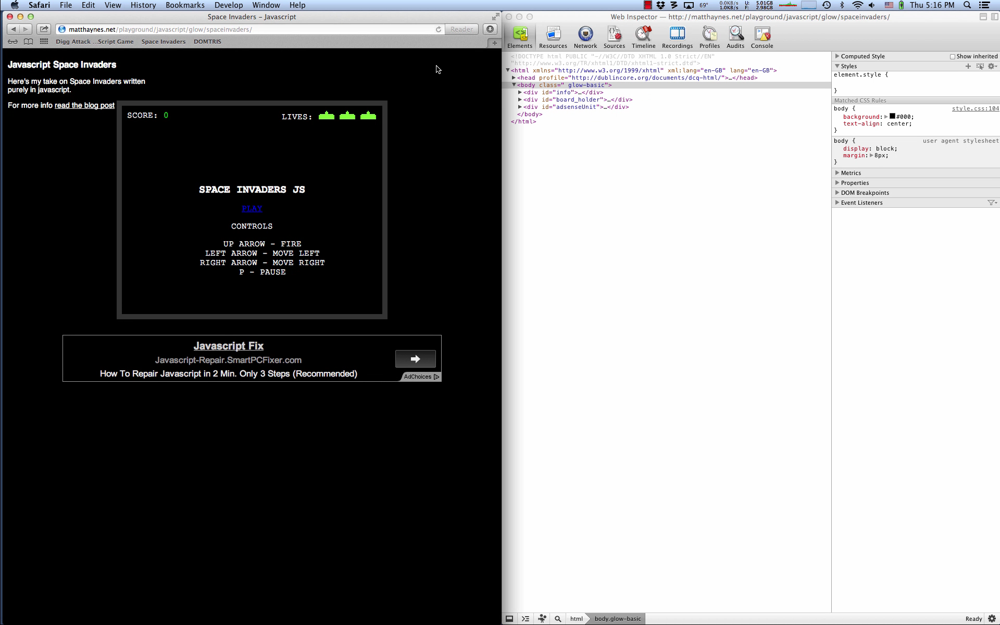 Safari File Edit View History Bookmarks Develop Window Help
69° 0.0KB/s 1.0KB/s U: F: 5.01GB 2.98GB Thu 5:16 PM
Space Invaders – Javascript
matthaynes.net/playground/javascript/glow/spaceinvaders/ Reader
Digg Attack ...Script Game Space Invaders DOMTRIS
Javascript Space Invaders
Here's my take on Space Invaders written
purely in javascript.
For more info read the blog post
SCORE: 0 LIVES:
SPACE INVADERS JS
PLAY
CONTROLS
UP ARROW - FIRE
LEFT ARROW - MOVE LEFT
RIGHT ARROW - MOVE RIGHT
P - PAUSE
Javascript Fix
Javascript-Repair.SmartPCFixer.com
How To Repair Javascript in 2 Min. Only 3 Steps (Recommended)
AdChoices
Web Inspector — http://matthaynes.net/playground/javascript/glow/spaceinvaders/
Elements Resources Network Sources Timeline Recordings Profiles Audits Console
<!DOCTYPE html PUBLIC "-//W3C//DTD XHTML 1.0 Strict//EN"
"http://www.w3.org/TR/xhtml1/DTD/xhtml1-strict.dtd">
<html xmlns="http://www.w3.org/1999/xhtml" xml:lang="en-GB" lang="en-GB">
<head profile="http://dublincore.org/documents/dcq-html/">…</head>
<body class=" glow-basic">
<div id="info">…</div>
<div id="board_holder">…</div>
<div id="adsenseUnit">…</div>
</body>
</html>
Computed Style Show inherited
Styles
element.style {
}
Matched CSS Rules
body { style.css:104
background: #000;
text-align: center;
}
body { user agent stylesheet
display: block;
margin: 8px;
}
Metrics
Properties
DOM Breakpoints
Event Listeners
html body.glow-basic Ready